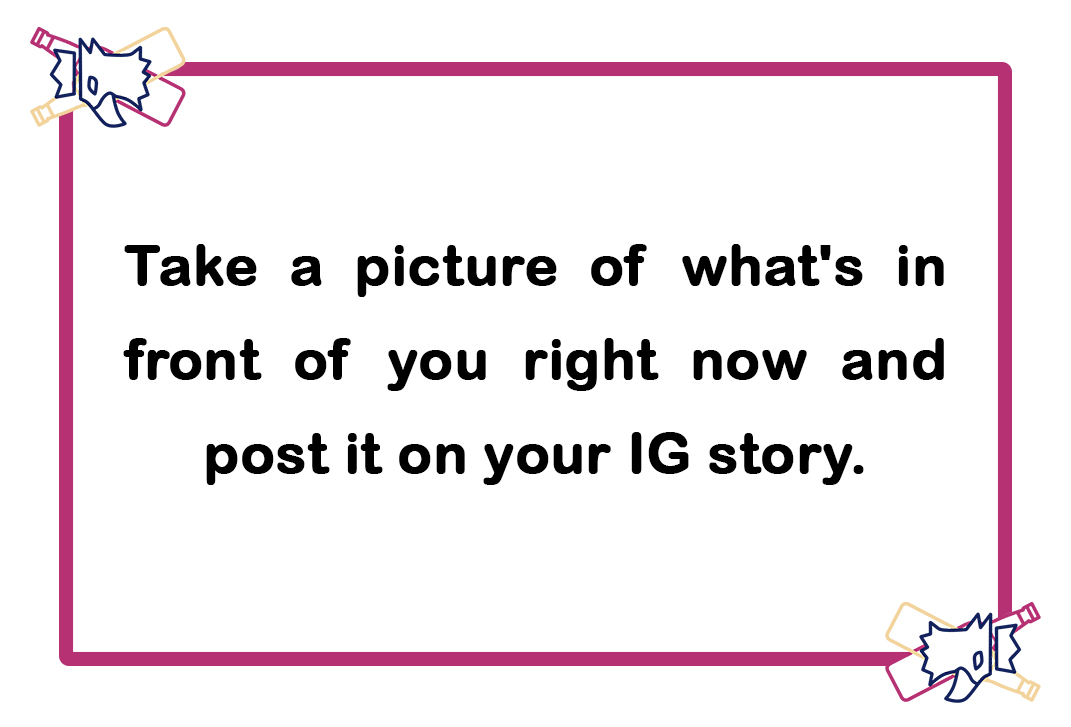 Take a picture of what's in
front of you right now and
post it on your IG story.